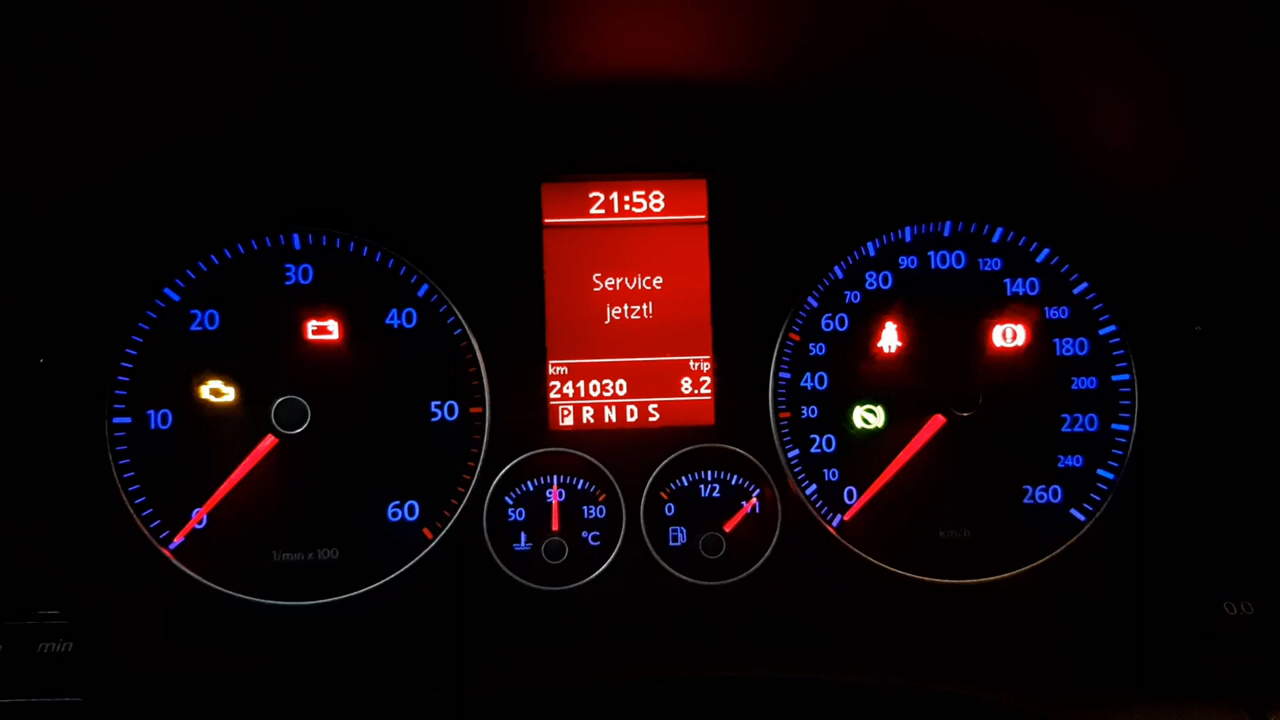 21:58
Service
jetzt!
km trip
241030 8.2
P R N D S
0 10 20 30 40 50 60
1/min x 100
50 90 130
°C
0 1/2 1/1
0 10 20 30 40 50 60 70 80 90 100 120 140 160 180 200 220 240 260
km/h
min
0.0